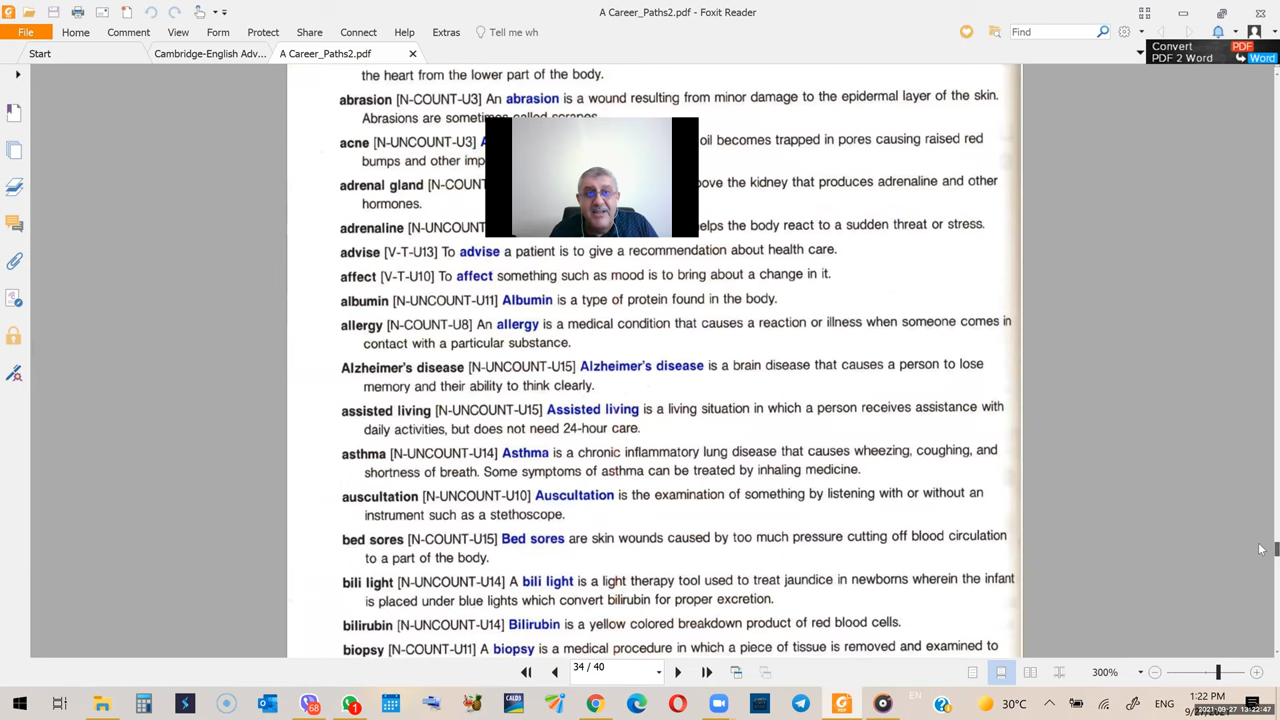 A Career_Paths2.pdf - Foxit Reader
File Home Comment View Form Protect Share Connect Help Extras Tell me wh Find
Start Cambridge-English Adv... A Career_Paths2.pdf
Convert PDF
PDF 2 Word Word
the heart from the lower part of the body.
abrasion [N-COUNT-U3] An abrasion is a wound resulting from minor damage to the epidermal layer of the skin.
Abrasions are sometimes called scrapes.
acne [N-UNCOUNT-U3] oil becomes trapped in pores causing raised red
bumps and other imp
adrenal gland [N-COUNT the kidney that produces adrenaline and other
hormones.
adrenaline [N-UNCOUNT helps the body react to a sudden threat or stress.
advise [V-T-U13] To advise a patient is to give a recommendation about health care.
affect [V-T-U10] To affect something such as mood is to bring about a change in it.
albumin [N-UNCOUNT-U11] Albumin is a type of protein found in the body.
allergy [N-COUNT-U8] An allergy is a medical condition that causes a reaction or illness when someone comes in
contact with a particular substance.
Alzheimer's disease [N-UNCOUNT-U15] Alzheimer's disease is a brain disease that causes a person to lose
memory and their ability to think clearly.
assisted living [N-UNCOUNT-U15] Assisted living is a living situation in which a person receives assistance with
daily activities, but does not need 24-hour care.
asthma [N-UNCOUNT-U14] Asthma is a chronic inflammatory lung disease that causes wheezing, coughing, and
shortness of breath. Some symptoms of asthma can be treated by inhaling medicine.
auscultation [N-UNCOUNT-U10] Auscultation is the examination of something by listening with or without an
instrument such as a stethoscope.
bed sores [N-COUNT-U15] Bed sores are skin wounds caused by too much pressure cutting off blood circulation
to a part of the body.
bili light [N-UNCOUNT-U14] A bili light is a light therapy tool used to treat jaundice in newborns wherein the infant
is placed under blue lights which convert bilirubin for proper excretion.
bilirubin [N-UNCOUNT-U14] Bilirubin is a yellow colored breakdown product of red blood cells.
biopsy [N-COUNT-U11] A biopsy is a medical procedure in which a piece of tissue is removed and examined to
34 / 40 300%
68 1 CALD3 EN 30°C ENG 1:22 PM
2021-09-27 13:22:47